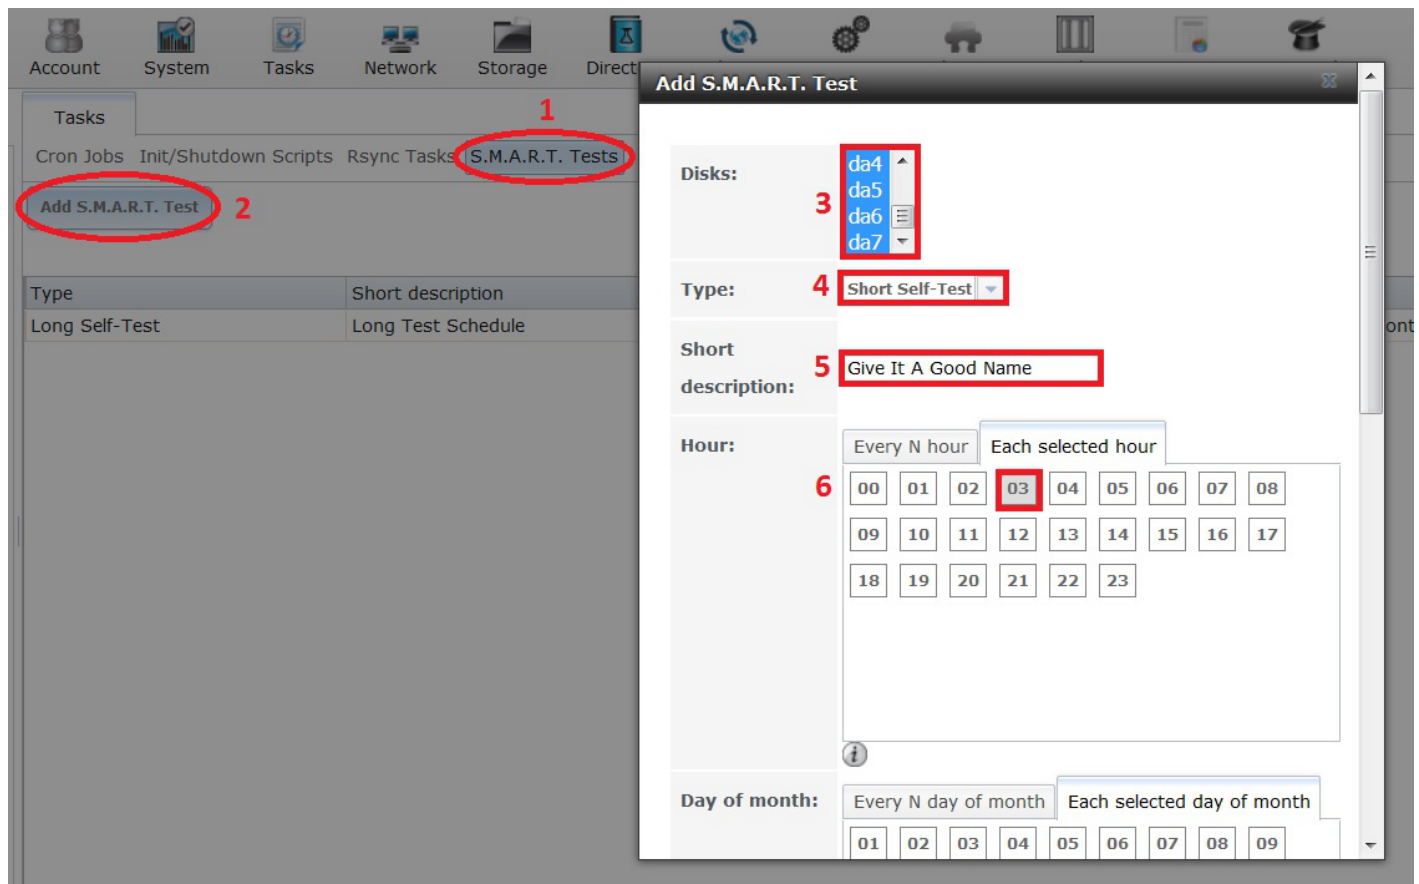 Account System Tasks Network Storage Direct
Add S.M.A.R.T. Test
Tasks
1
Cron Jobs Init/Shutdown Scripts Rsync Tasks S.M.A.R.T. Tests
Add S.M.A.R.T. Test 2
Type Short description
Long Self-Test Long Test Schedule
ont
Disks:
3
da4
da5
da6
da7
Type: 4 Short Self-Test
Short
description:
5 Give It A Good Name
Hour: Every N hour Each selected hour
6 00 01 02 03 04 05 06 07 08
09 10 11 12 13 14 15 16 17
18 19 20 21 22 23
i
Day of month: Every N day of month Each selected day of month
01 02 03 04 05 06 07 08 09